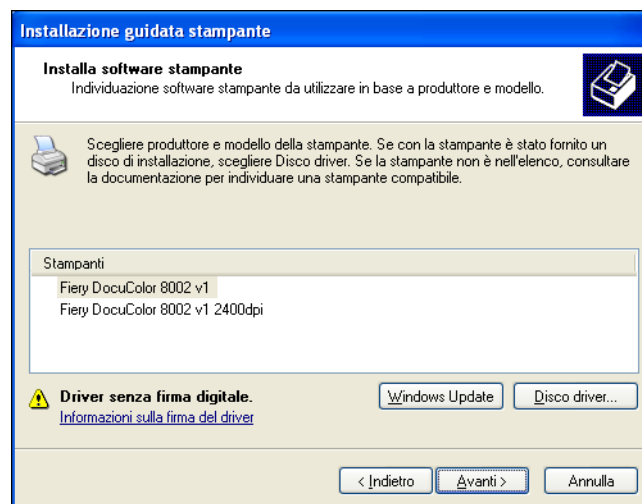 Installazione guidata stampante
Installa software stampante
Individuazione software stampante da utilizzare in base a produttore e modello.
Scegliere produttore e modello della stampante. Se con la stampante è stato fornito un
disco di installazione, scegliere Disco driver. Se la stampante non è nell'elenco, consultare
la documentazione per individuare una stampante compatibile.
Stampanti
Fiery DocuColor 8002 v1
Fiery DocuColor 8002 v1 2400dpi
Driver senza firma digitale.
Windows Update
Disco driver...
Informazioni sulla firma del driver
< Indietro
Avanti >
Annulla